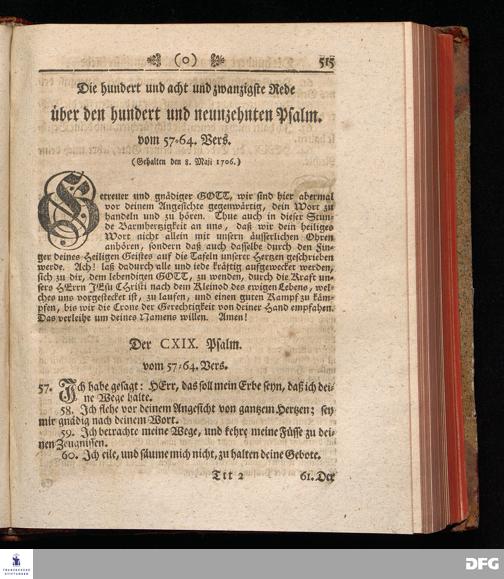 (o) 515
Die hundert und acht und zwanzigste Rede
über den hundert und neunzehnten Psalm.
vom 57-64. Vers.
(Gehalten den 8. Maji 1706.)
Getreuer und gnädiger GOTT, wir sind hier abermal
vor deinem Angesichte gegenwärtig, dein Wort zu
handeln und zu hören. Thue auch in dieser Stun-
de Barmhertzigkeit an uns, daß wir dein heiliges
Wort nicht allein mit unsern äusserlichen Ohren
anhören, sondern daß auch dasselbe durch den Fin-
ger deines Heiligen Geistes auf die Tafeln unserer Hertzen geschrieben
werde. Ach! laß dadurch alle und iede kräftig aufgewecket werden,
sich zu dir, dem lebendigen GOTT, zu wenden, durch die Kraft un-
sers HErrn JEsu CHristi nach dem Kleinod des ewigen Lebens, wel-
ches uns vorgestecket ist, zu laufen, und einen guten Kampf zu käm-
pfen, bis wir die Crone der Gerechtigkeit von deiner Hand empfahen.
Das verleihe um deines Namens willen. Amen!
Der CXIX. Psalm.
vom 57-64. Vers.
57. Ich habe gesagt: HErr, das soll mein Erbe seyn, daß ich dei-
ne Wege halte.
58. Ich flehe vor deinem Angesicht von gantzem Hertzen; sey
mir gnädig nach deinem Wort.
59. Ich betrachte meine Wege, und kehre meine Füsse zu dei-
nen Zeugnissen.
60. Ich eile, und säume mich nicht, zu halten deine Gebote.
Ttt 2 61. Der
FRANCKESCHE
STIFTUNGEN
DFG